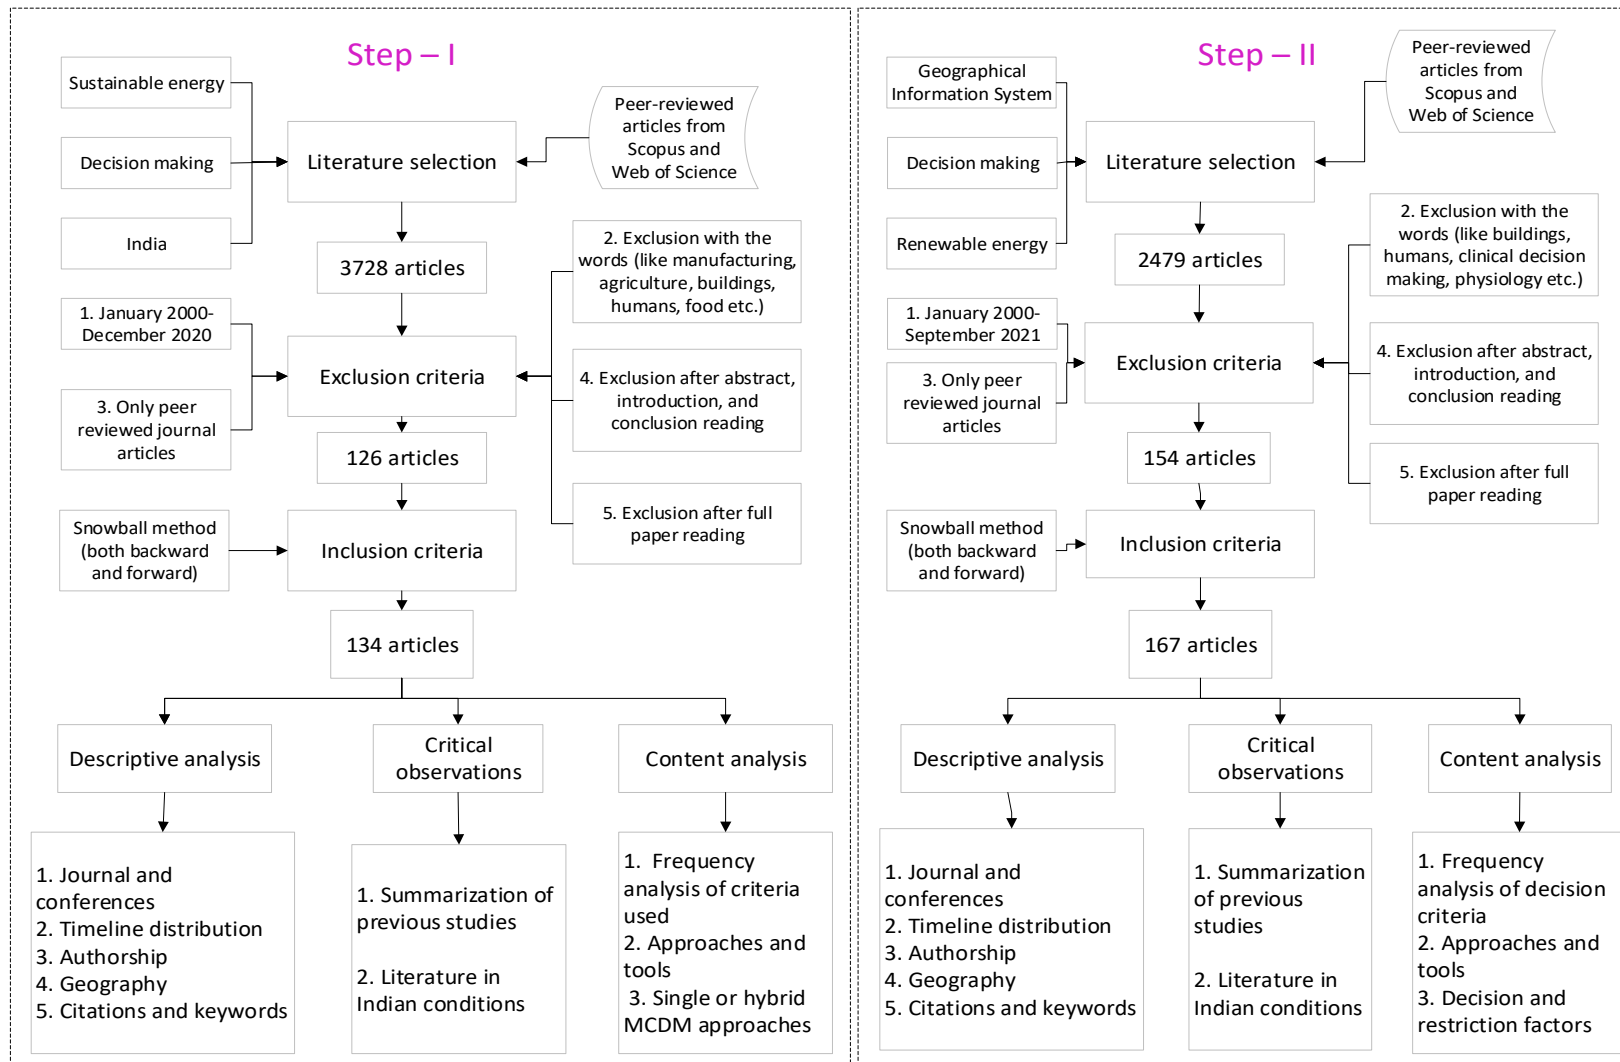 Step – I
Sustainable energy
Decision making
India
Literature selection
Peer-reviewed
articles from
Scopus and
Web of Science
3728 articles
1. January 2000-
December 2020
3. Only peer
reviewed journal
articles
Exclusion criteria
2. Exclusion with the
words (like manufacturing,
agriculture, buildings,
humans, food etc.)
4. Exclusion after abstract,
introduction, and
conclusion reading
5. Exclusion after full
paper reading
126 articles
Snowball method
(both backward
and forward)
Inclusion criteria
134 articles
Descriptive analysis
Critical
observations
Content analysis
1. Journal and
conferences
2. Timeline distribution
3. Authorship
4. Geography
5. Citations and keywords
1. Summarization of
previous studies
2. Literature in
Indian conditions
1. Frequency
analysis of criteria
used
2. Approaches and
tools
3. Single or hybrid
MCDM approaches
Step – II
Geographical
Information System
Decision making
Renewable energy
Literature selection
Peer-reviewed
articles from
Scopus and
Web of Science
2479 articles
1. January 2000-
September 2021
3. Only peer
reviewed journal
articles
Exclusion criteria
2. Exclusion with the
words (like buildings,
humans, clinical decision
making, physiology etc.)
4. Exclusion after abstract,
introduction, and
conclusion reading
5. Exclusion after full
paper reading
154 articles
Snowball method
(both backward
and forward)
Inclusion criteria
167 articles
Descriptive analysis
Critical
observations
Content analysis
1. Journal and
conferences
2. Timeline distribution
3. Authorship
4. Geography
5. Citations and keywords
1. Summarization
of previous
studies
2. Literature in
Indian conditions
1. Frequency
analysis of decision
criteria
2. Approaches and
tools
3. Decision and
restriction factors